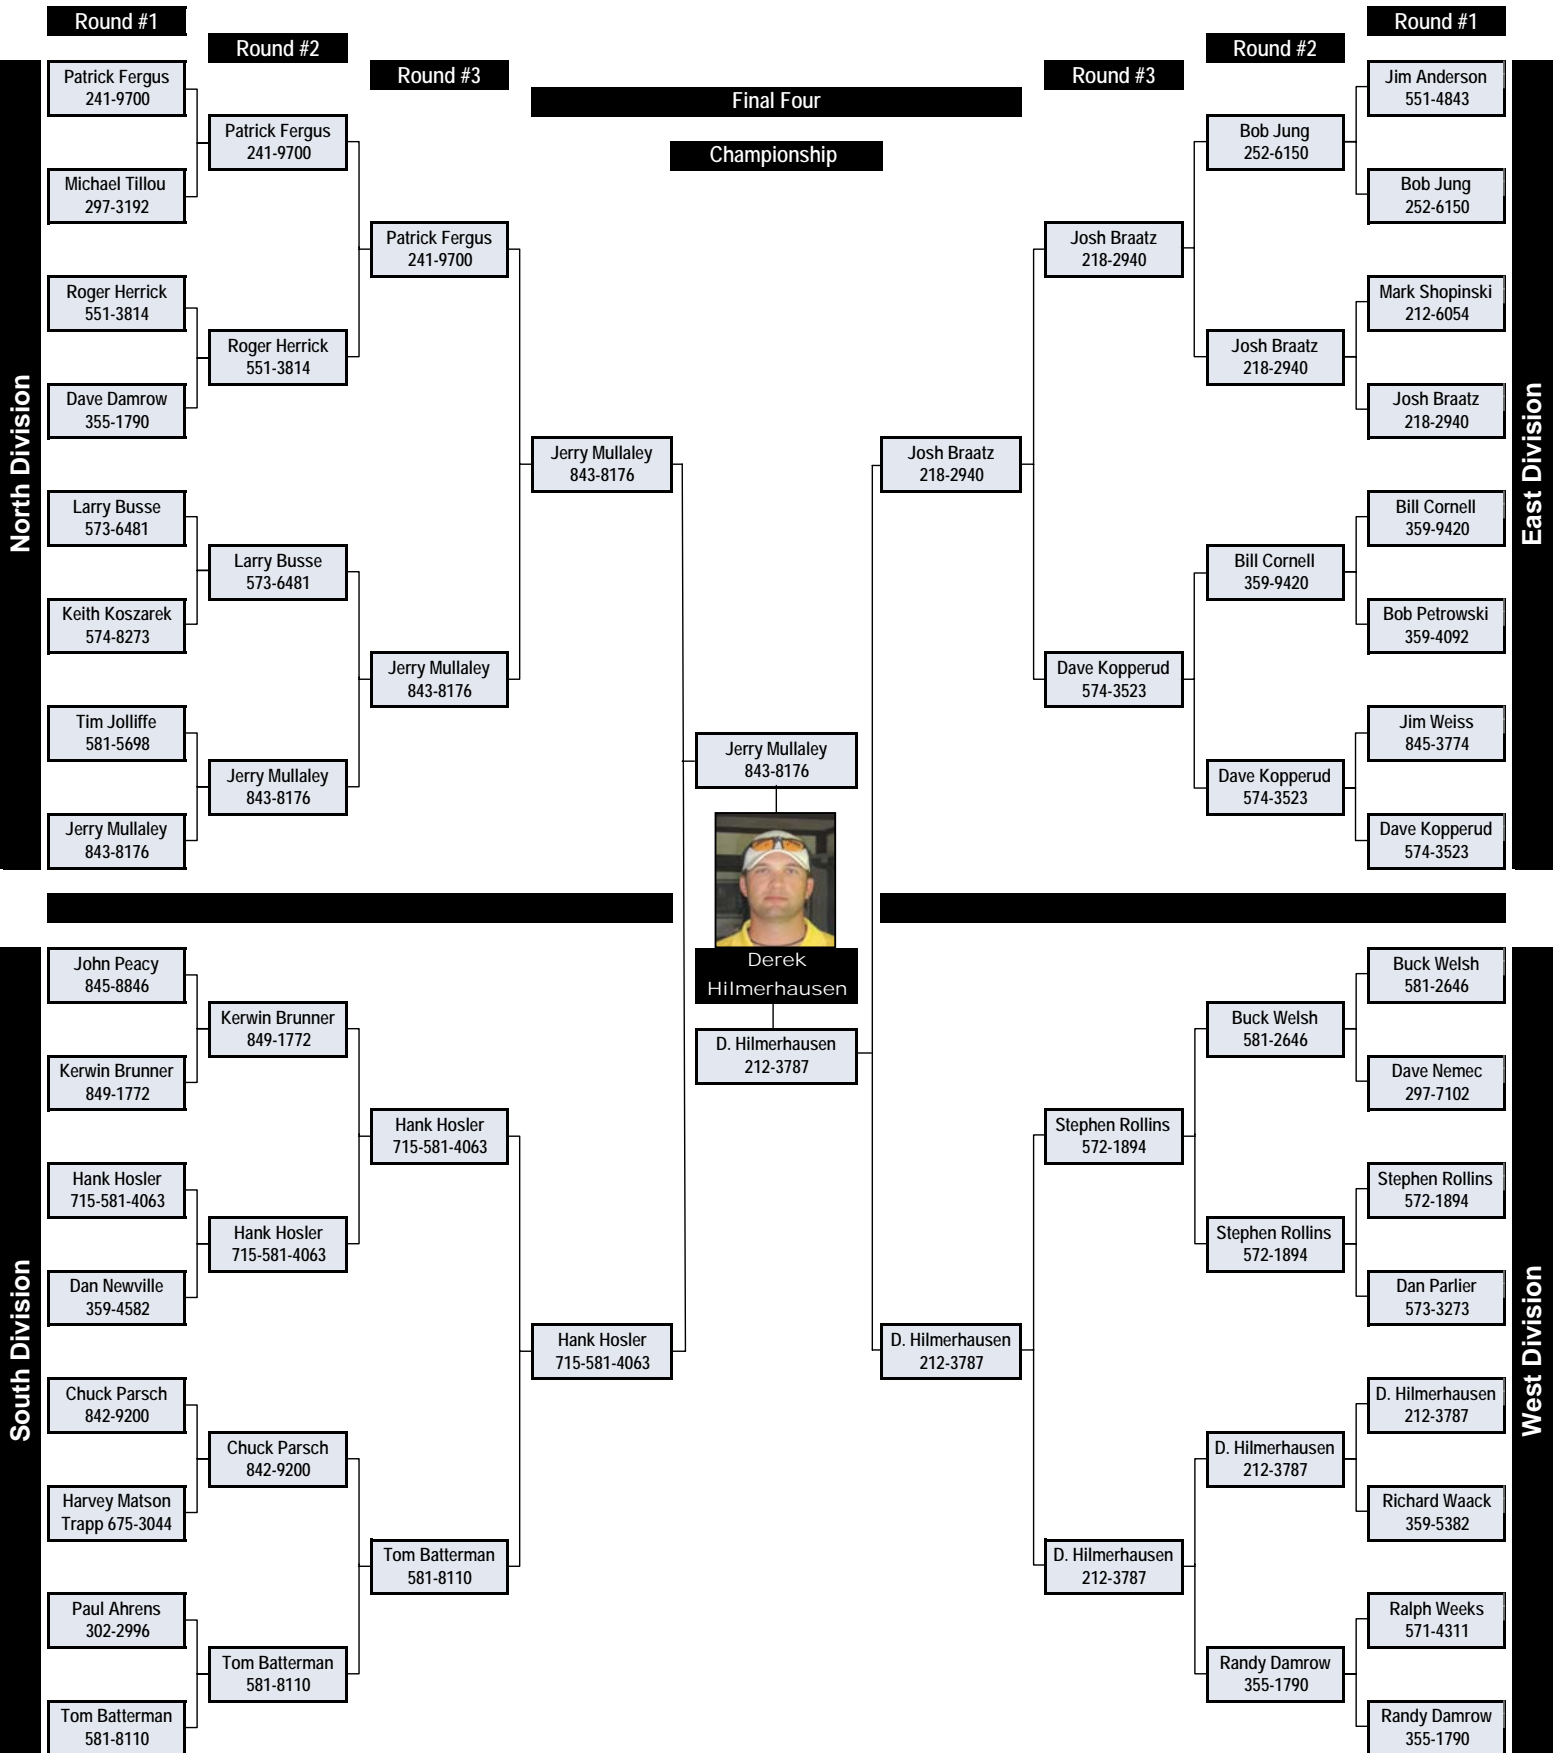 Round #1
Round #2
Round #3
Final Four
Championship
Round #3
Round #2
Round #1
North Division
Patrick Fergus
241-9700
Michael Tillou
297-3192
Roger Herrick
551-3814
Dave Damrow
355-1790
Larry Busse
573-6481
Keith Koszarek
574-8273
Tim Jolliffe
581-5698
Jerry Mullaley
843-8176
Patrick Fergus
241-9700
Roger Herrick
551-3814
Larry Busse
573-6481
Jerry Mullaley
843-8176
Patrick Fergus
241-9700
Jerry Mullaley
843-8176
Jerry Mullaley
843-8176
South Division
John Peacy
845-8846
Kerwin Brunner
849-1772
Hank Hosler
715-581-4063
Dan Newville
359-4582
Chuck Parsch
842-9200
Harvey Matson
Trapp 675-3044
Paul Ahrens
302-2996
Tom Batterman
581-8110
Kerwin Brunner
849-1772
Hank Hosler
715-581-4063
Chuck Parsch
842-9200
Tom Batterman
581-8110
Hank Hosler
715-581-4063
Tom Batterman
581-8110
Hank Hosler
715-581-4063
Jerry Mullaley
843-8176
Derek
Hilmerhausen
D. Hilmerhausen
212-3787
Josh Braatz
218-2940
Josh Braatz
218-2940
Dave Kopperud
574-3523
Bob Jung
252-6150
Josh Braatz
218-2940
Bill Cornell
359-9420
Dave Kopperud
574-3523
Jim Anderson
551-4843
Bob Jung
252-6150
Mark Shopinski
212-6054
Josh Braatz
218-2940
Bill Cornell
359-9420
Bob Petrowski
359-4092
Jim Weiss
845-3774
Dave Kopperud
574-3523
East Division
D. Hilmerhausen
212-3787
Stephen Rollins
572-1894
D. Hilmerhausen
212-3787
Buck Welsh
581-2646
Stephen Rollins
572-1894
D. Hilmerhausen
212-3787
Randy Damrow
355-1790
Buck Welsh
581-2646
Dave Nemec
297-7102
Stephen Rollins
572-1894
Dan Parlier
573-3273
D. Hilmerhausen
212-3787
Richard Waack
359-5382
Ralph Weeks
571-4311
Randy Damrow
355-1790
West Division